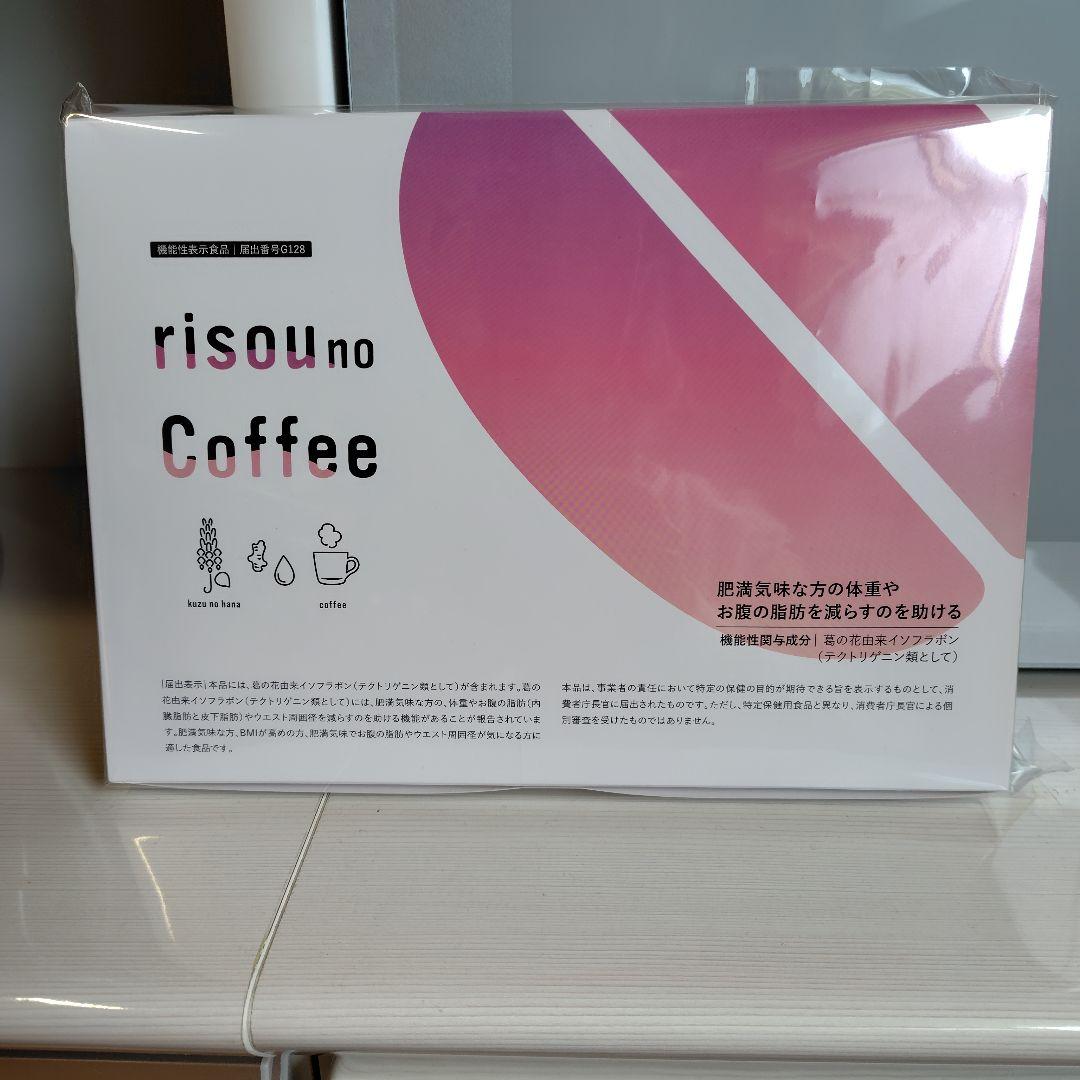 機能性表示食品｜届出番号G128
risou no
Coffee
kuzu no hana
coffee
肥満気味な方の体重や
お腹の脂肪を減らすのを助ける
機能性関与成分｜葛の花由来イソフラボン
（テクトリゲニン類として）
［届出表示］本品には、葛の花由来イソフラボン（テクトリゲニン類として）が含まれます。葛の
花由来イソフラボン（テクトリゲニン類として）には、肥満気味な方の、体重やお腹の脂肪（内
臓脂肪と皮下脂肪）やウエスト周囲径を減らすのを助ける機能があることが報告されていま
す。肥満気味な方、BMIが高めの方、肥満気味でお腹の脂肪やウエスト周囲径が気になる方に
適した食品です。
本品は、事業者の責任において特定の保健の目的が期待できる旨を表示するものとして、消
費者庁長官に届出されたものです。ただし、特定保健用食品と異なり、消費者庁長官による個
別審査を受けたものではありません。